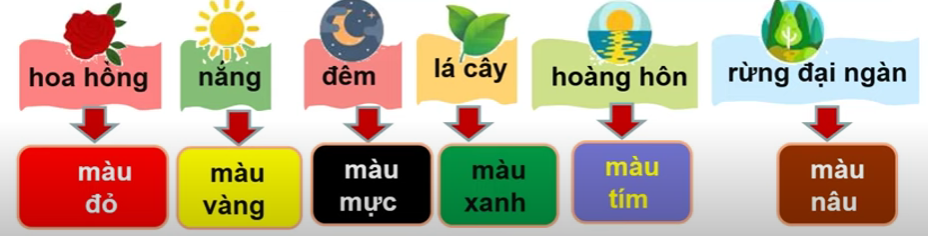 hoa hồng
nắng
đêm
lá cây
hoàng hôn
rừng đại ngàn
màu
đỏ
màu
vàng
màu
mực
màu
xanh
màu
tím
màu
nâu